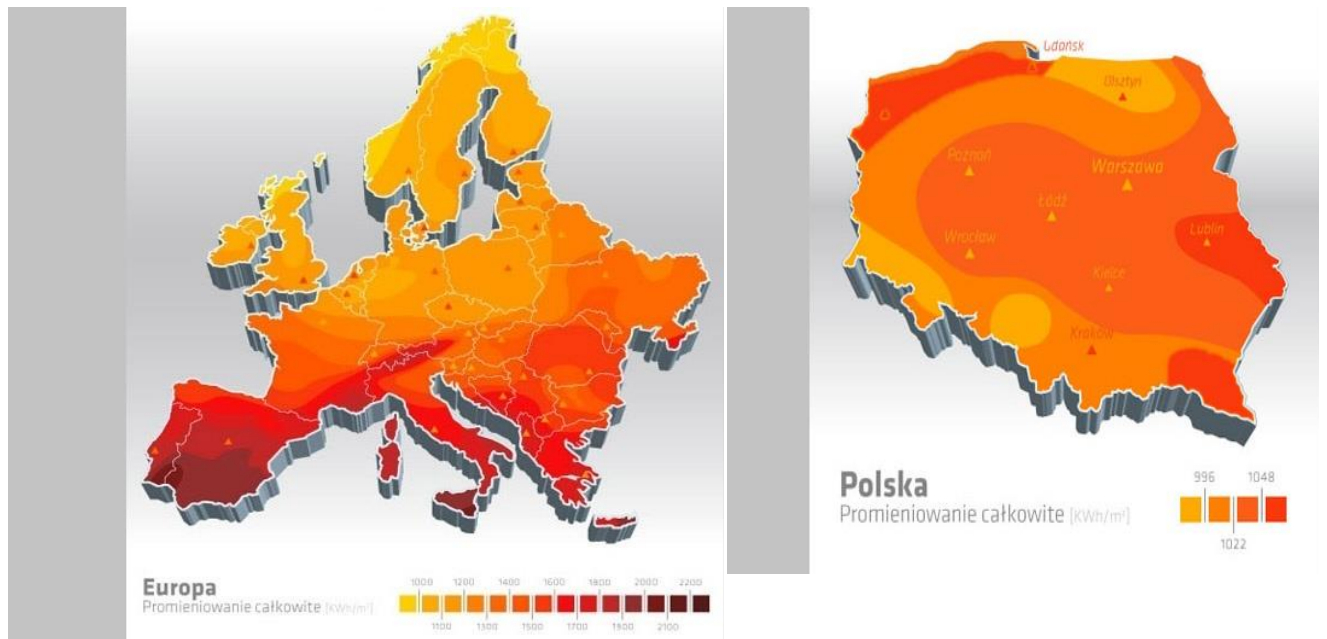 Europa
Promieniowanie całkowite [KWh/m²]
1000 1200 1400 1600 1800 2000 2200
1100 1300 1500 1700 1900 2100
Gdańsk
Olsztyn
Poznań
Warszawa
Łódź
Wrocław
Lublin
Kielce
Kraków
Polska
Promieniowanie całkowite [KWh/m²]
996 1048
1022